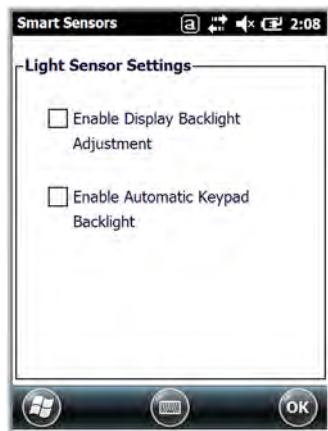 Smart Sensors a 2:08
Light Sensor Settings
Enable Display Backlight
Adjustment
Enable Automatic Keypad
Backlight
OK